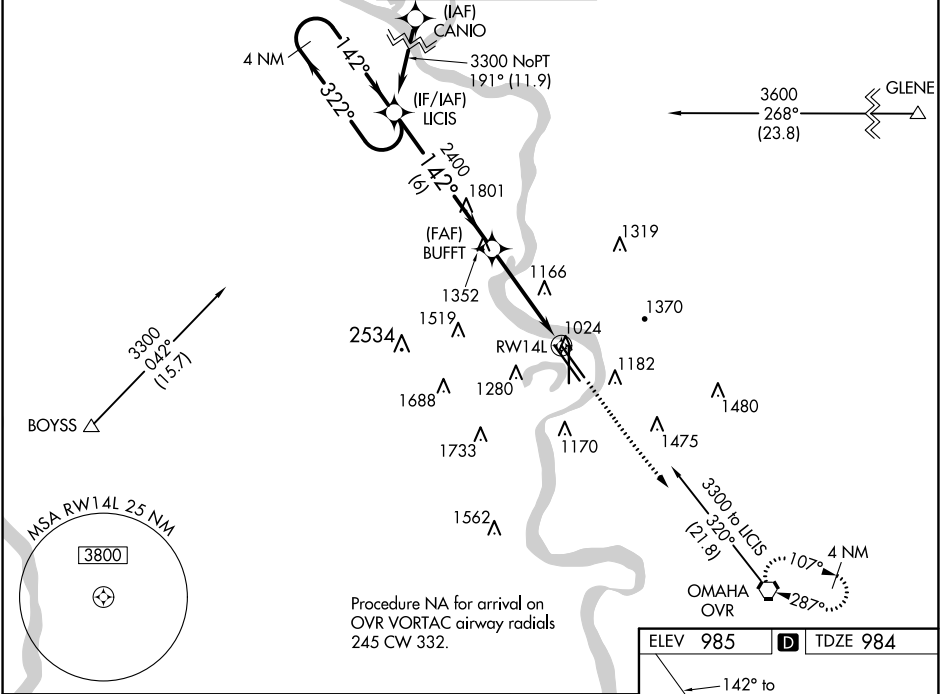 (IAF)
CANIO
4 NM
142°
322°
3300 NoPT
191° (11.9)
(IF/IAF)
LICIS
GLENE
3600
268°
(23.8)
2400
142°
(6)
1801
(FAF)
BUFFT
1352
1319
1166
1370
1519
2534
1024
RW14L
3300
042°
(15.7)
1280
1182
1688
1480
BOYSS
1733
1170
1475
MSA RW14L 25 NM
3800
1562
3300 to LICIS
320°
(21.8)
107°
4 NM
287°
OMAHA
OVR
Procedure NA for arrival on
OVR VORTAC airway radials
245 CW 332.
ELEV 985 D TDZE 984
142° to